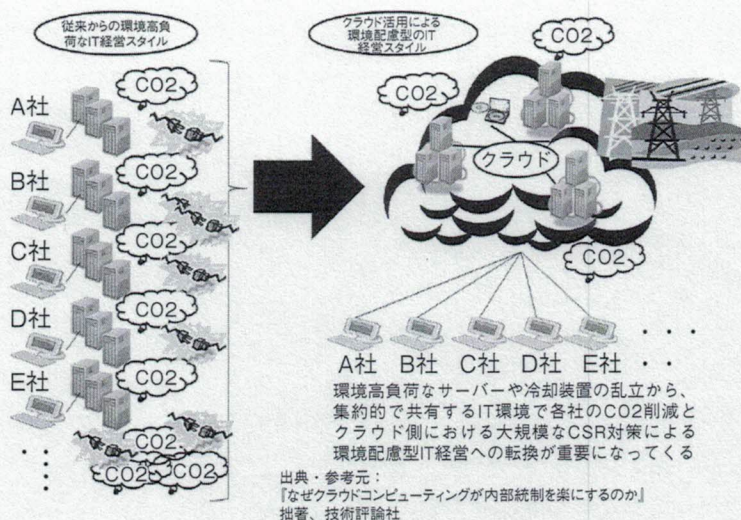 従来からの環境高負
荷なIT経営スタイル
クラウド活用による
環境配慮型のIT
経営スタイル
A社
CO2
B社
CO2
C社
CO2
D社
CO2
E社
CO2
CO2
CO2
CO2
・
・
・
CO2
CO2
クラウド
CO2
A社 B社 C社 D社 E社 ・・・・・
環境高負荷なサーバーや冷却装置の乱立から、
集約的で共有するIT環境で各社のCO2削減と
クラウド側における大規模なCSR対策による
環境配慮型IT経営への転換が重要になってくる
出典・参考元：
『なぜクラウドコンピューティングが内部統制を楽にするのか』
拙著、技術評論社